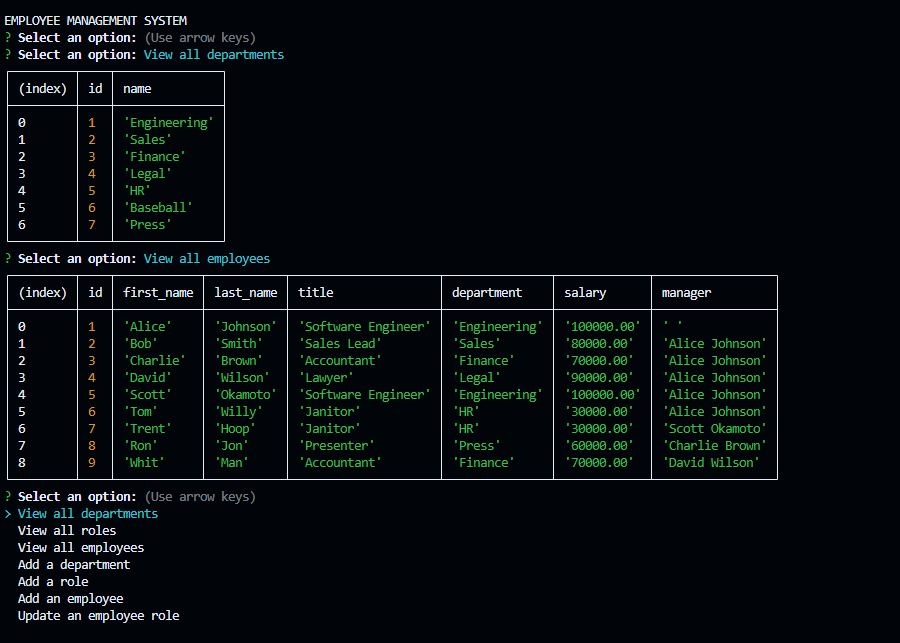 EMPLOYEE MANAGEMENT SYSTEM
? Select an option: (Use arrow keys)
? Select an option: View all departments
(index) id name
0 1 'Engineering'
1 2 'Sales'
2 3 'Finance'
3 4 'Legal'
4 5 'HR'
5 6 'Baseball'
6 7 'Press'
? Select an option: View all employees
(index) id first_name last_name title department salary manager
0 1 'Alice' 'Johnson' 'Software Engineer' 'Engineering' '100000.00' ' '
1 2 'Bob' 'Smith' 'Sales Lead' 'Sales' '80000.00' 'Alice Johnson'
2 3 'Charlie' 'Brown' 'Accountant' 'Finance' '70000.00' 'Alice Johnson'
3 4 'David' 'Wilson' 'Lawyer' 'Legal' '90000.00' 'Alice Johnson'
4 5 'Scott' 'Okamoto' 'Software Engineer' 'Engineering' '100000.00' 'Alice Johnson'
5 6 'Tom' 'Willy' 'Janitor' 'HR' '30000.00' 'Alice Johnson'
6 7 'Trent' 'Hoop' 'Janitor' 'HR' '30000.00' 'Scott Okamoto'
7 8 'Ron' 'Jon' 'Presenter' 'Press' '60000.00' 'Charlie Brown'
8 9 'Whit' 'Man' 'Accountant' 'Finance' '70000.00' 'David Wilson'
? Select an option: (Use arrow keys)
> View all departments
View all roles
View all employees
Add a department
Add a role
Add an employee
Update an employee role